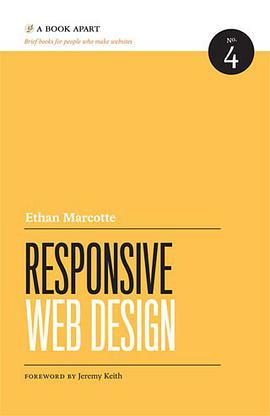 A BOOK APART
Brief books for people who make websites
No.
4
Ethan Marcotte
RESPONSIVE
WEB DESIGN
FOREWORD BY Jeremy Keith